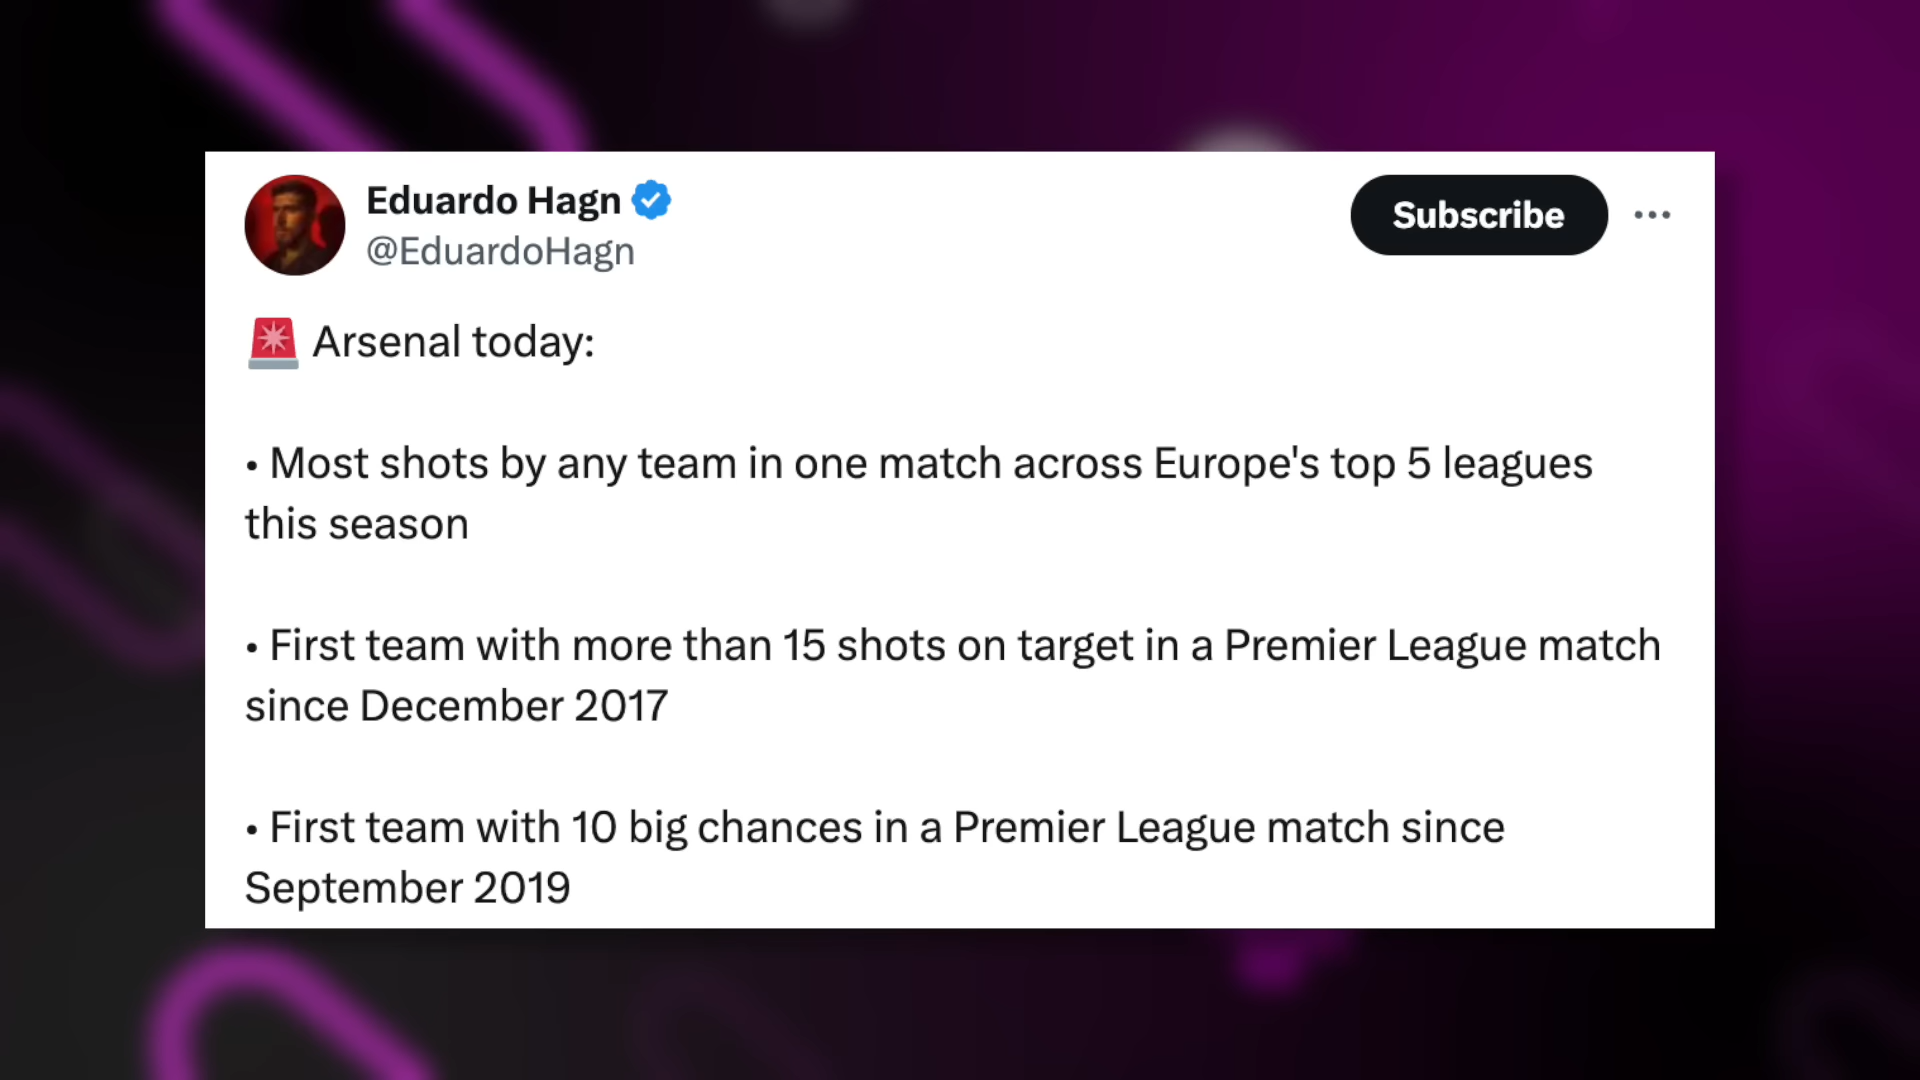 Eduardo Hagn
@EduardoHagn
Subscribe
🚨 Arsenal today:
• Most shots by any team in one match across Europe's top 5 leagues
this season
• First team with more than 15 shots on target in a Premier League match
since December 2017
• First team with 10 big chances in a Premier League match since
September 2019